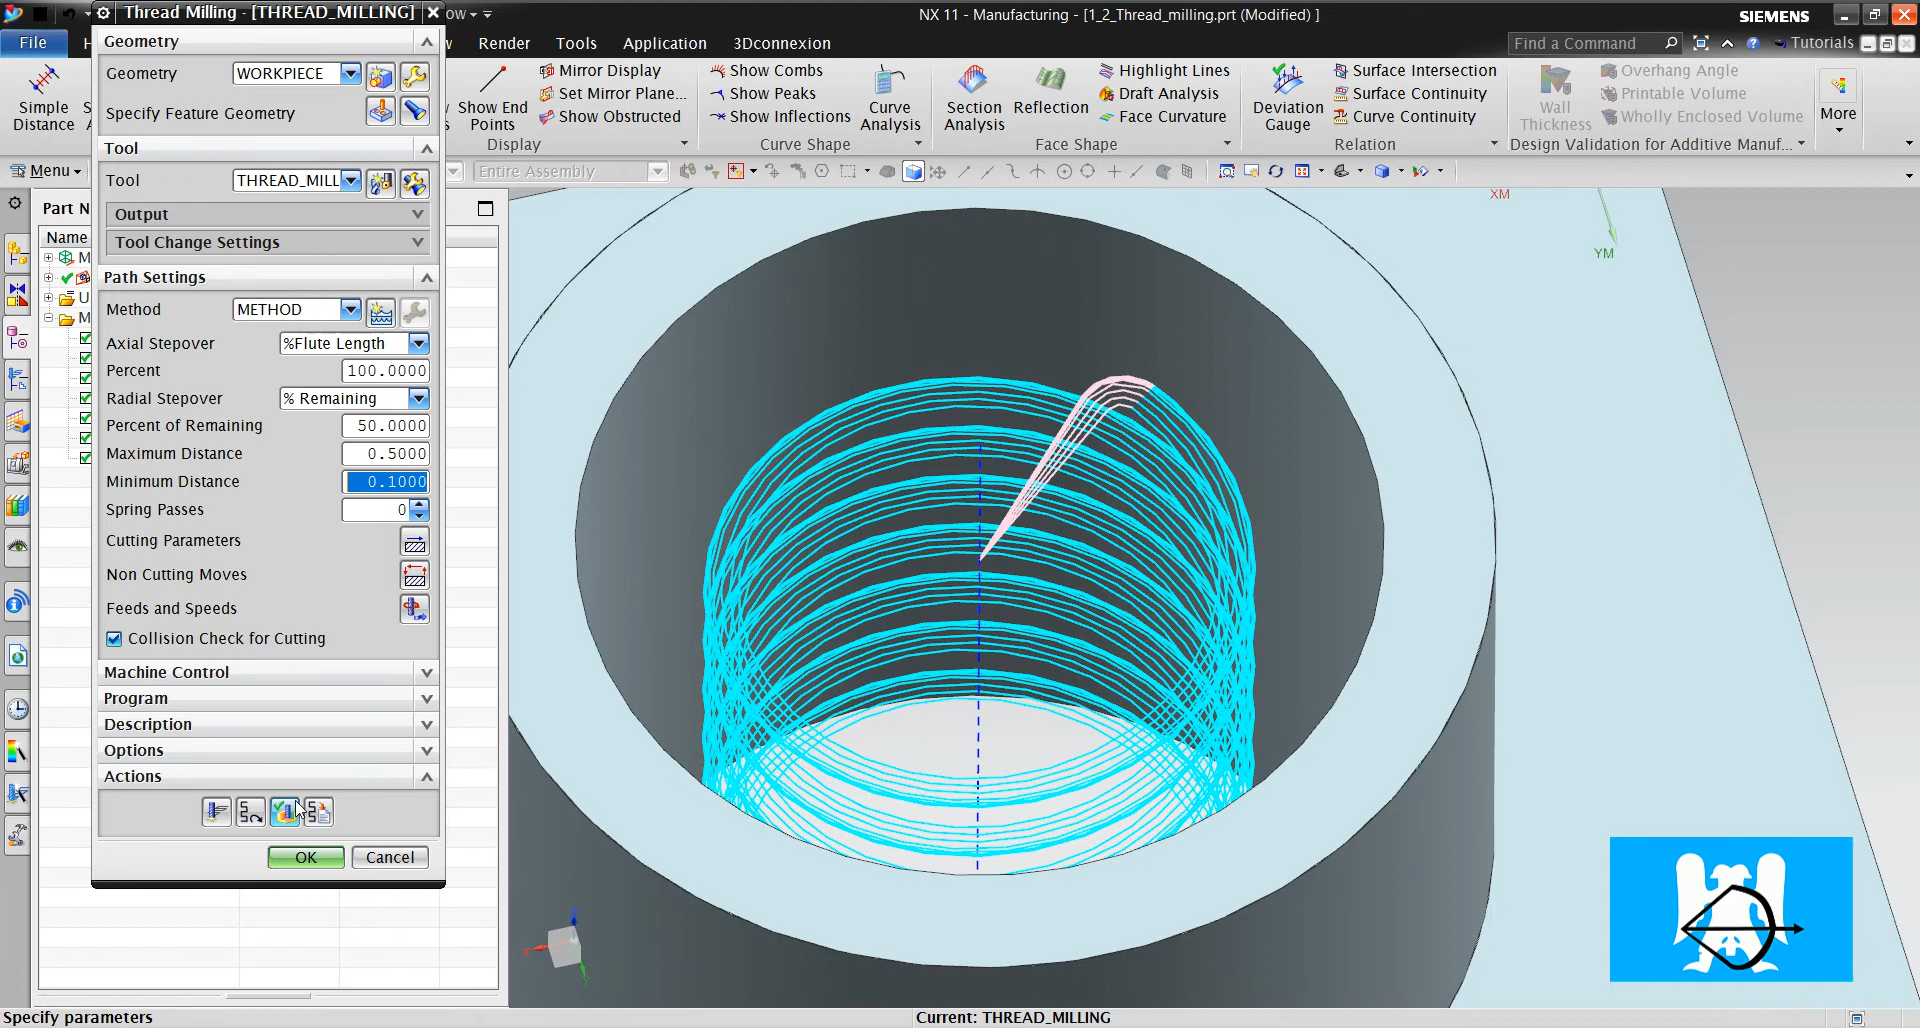 Thread Milling - [THREAD_MILLING]
NX 11 - Manufacturing - [1_2_Thread_milling.prt (Modified) ]
SIEMENS
File
Render
Tools
Application
3Dconnexion
Find a Command
Tutorials
Simple
Distance
Show End
Points
Mirror Display
Set Mirror Plane...
Show Obstructed
Display
Show Combs
Show Peaks
Show Inflections
Curve
Analysis
Curve Shape
Section
Analysis
Reflection
Highlight Lines
Draft Analysis
Face Curvature
Face Shape
Deviation
Gauge
Surface Intersection
Surface Continuity
Curve Continuity
Relation
Wall
Thickness
Overhang Angle
Printable Volume
Wholly Enclosed Volume
Design Validation for Additive Manuf...
More
Menu
Entire Assembly
Part N
Name
Geometry
Geometry WORKPIECE
Specify Feature Geometry
Tool
Tool THREAD_MILL
Output
Tool Change Settings
Path Settings
Method METHOD
Axial Stepover %Flute Length
Percent 100.0000
Radial Stepover % Remaining
Percent of Remaining 50.0000
Maximum Distance 0.5000
Minimum Distance 0.1000
Spring Passes 0
Cutting Parameters
Non Cutting Moves
Feeds and Speeds
Collision Check for Cutting
Machine Control
Program
Description
Options
Actions
OK
Cancel
XM
YM
Specify parameters
Current: THREAD_MILLING